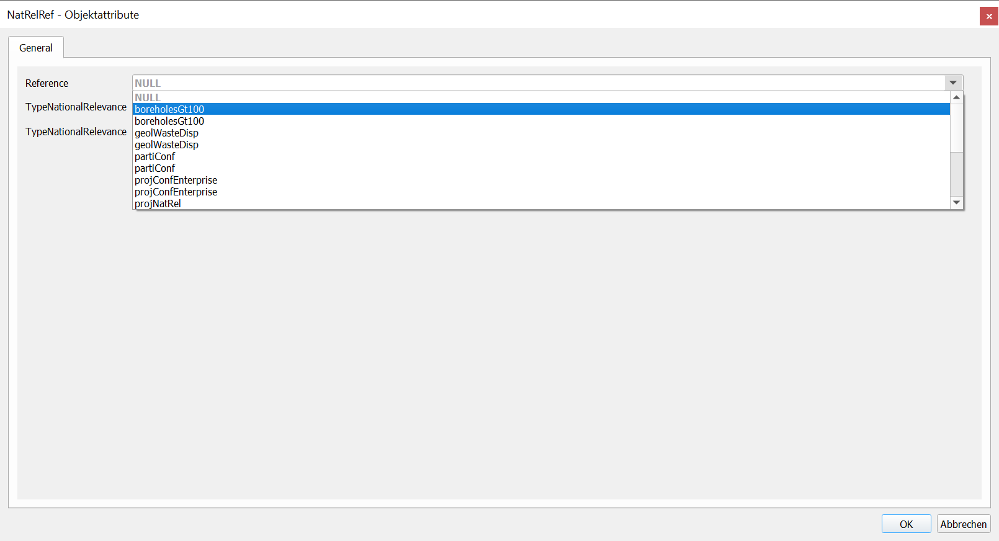 NatRelRef - Objektattribute
General
Reference
NULL
NULL
TypeNationalRelevance
boreholesGt100
boreholesGt100
TypeNationalRelevance
geolWasteDisp
geolWasteDisp
partiConf
partiConf
projConfEnterprise
projConfEnterprise
projNatRel
OK
Abbrechen